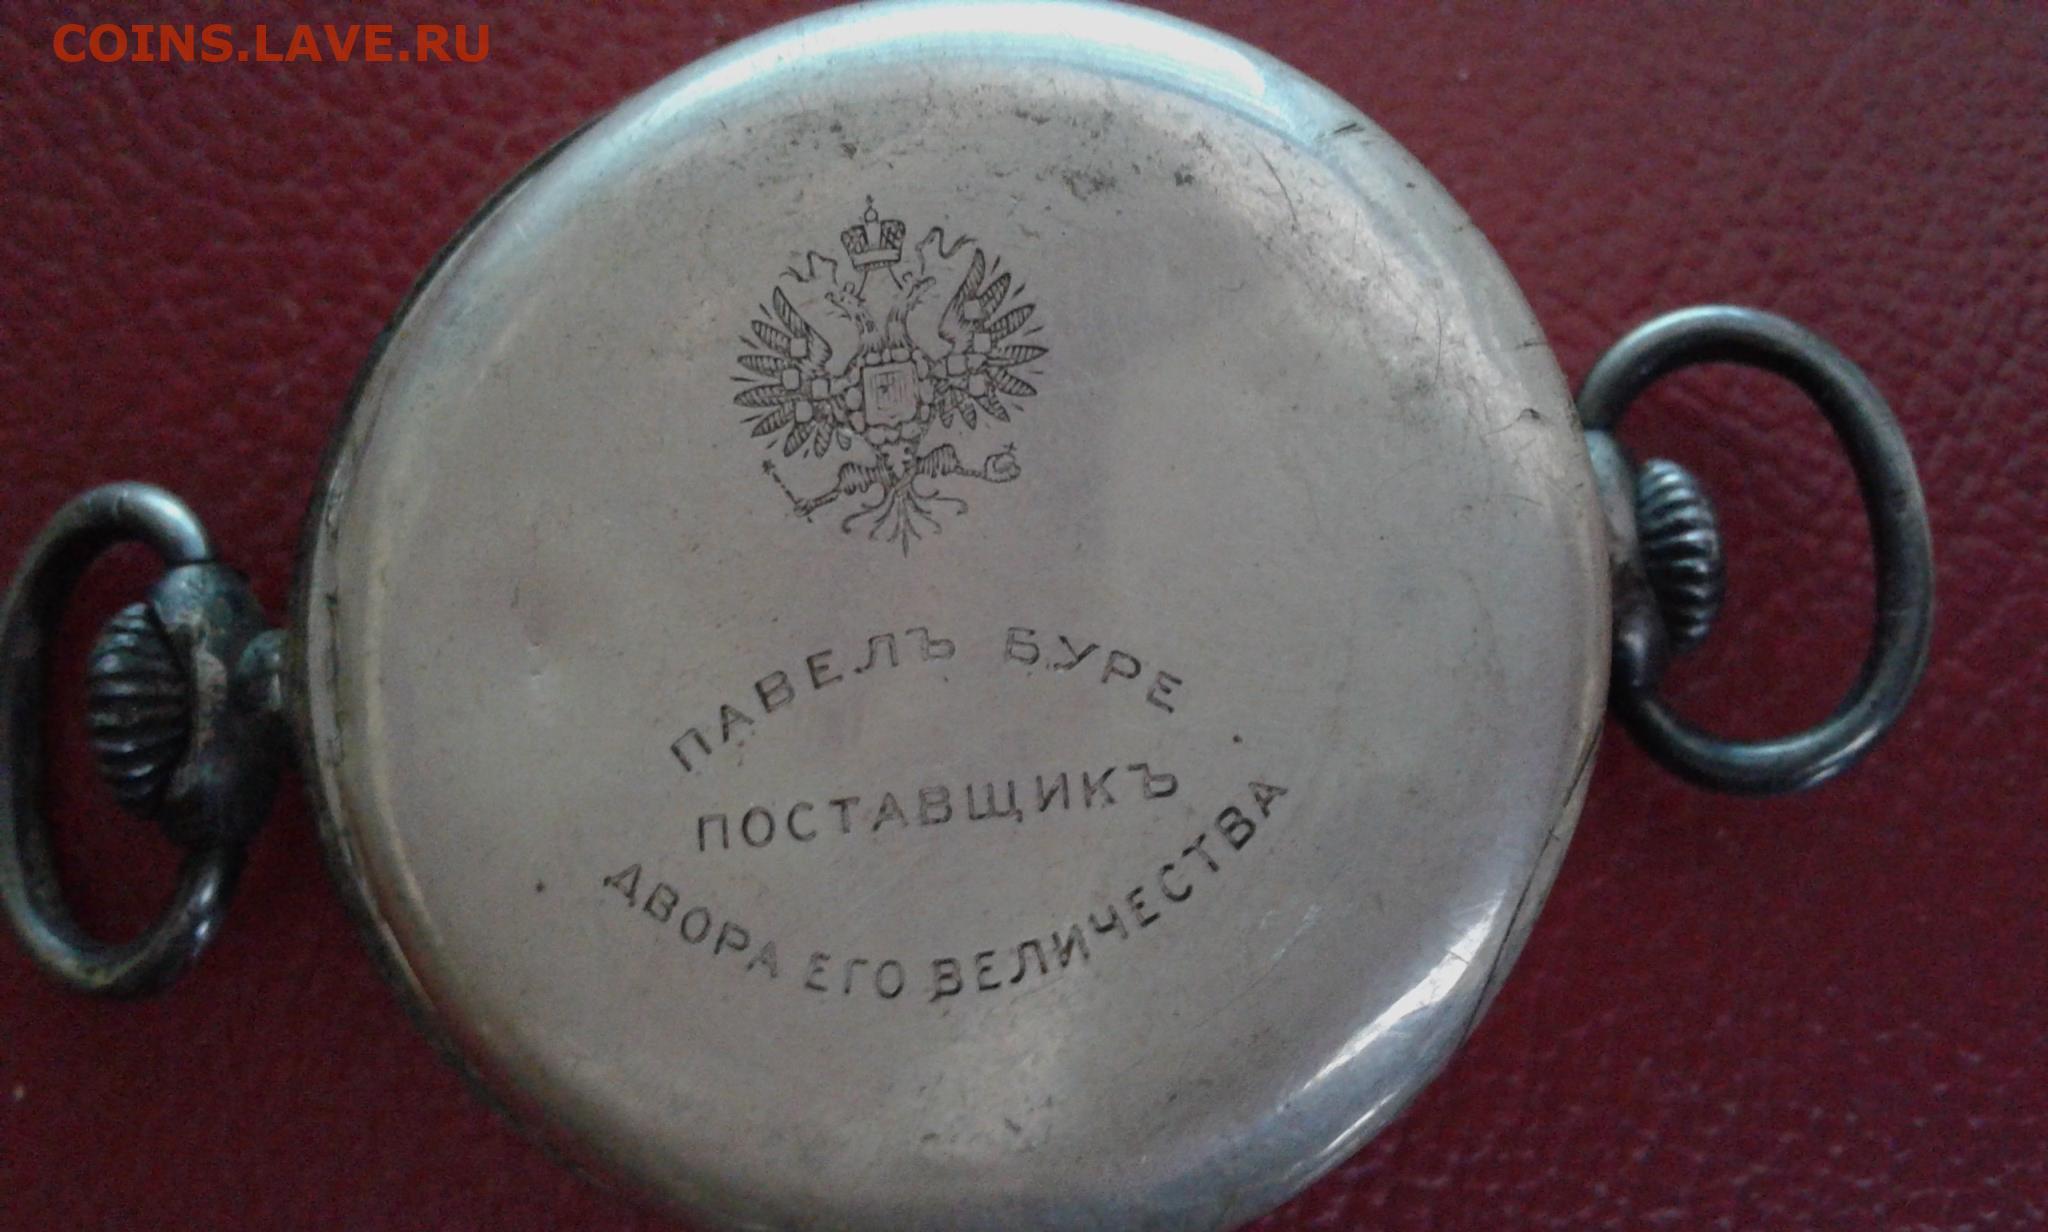 COINS.LAVE.RU
ПАВЕЛЪ БУРЕ
ПОСТАВЩИКЪ
ДВОРА ЕГО ВЕЛИЧЕСТВА